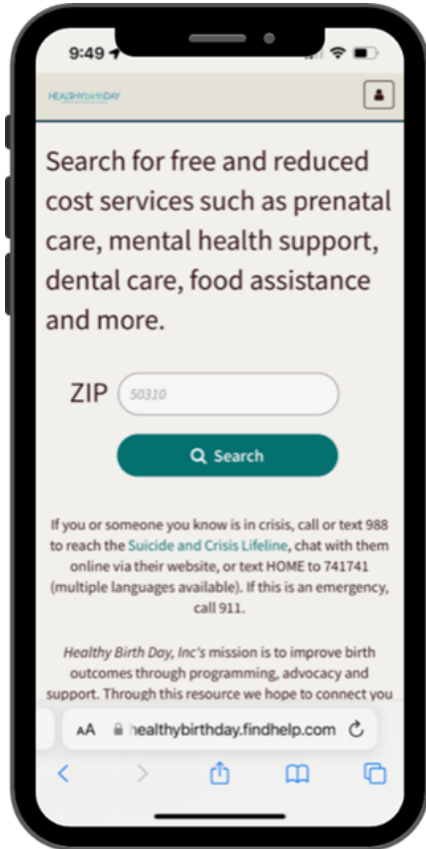 9:49
HEALTHYbirthDAY
Search for free and reduced
cost services such as prenatal
care, mental health support,
dental care, food assistance
and more.
ZIP 50310
Search
If you or someone you know is in crisis, call or text 988
to reach the Suicide and Crisis Lifeline, chat with them
online via their website, or text HOME to 741741
(multiple languages available). If this is an emergency,
call 911.
Healthy Birth Day, Inc's mission is to improve birth
outcomes through programming, advocacy and
support. Through this resource we hope to connect you
AA healthybirthday.findhelp.com